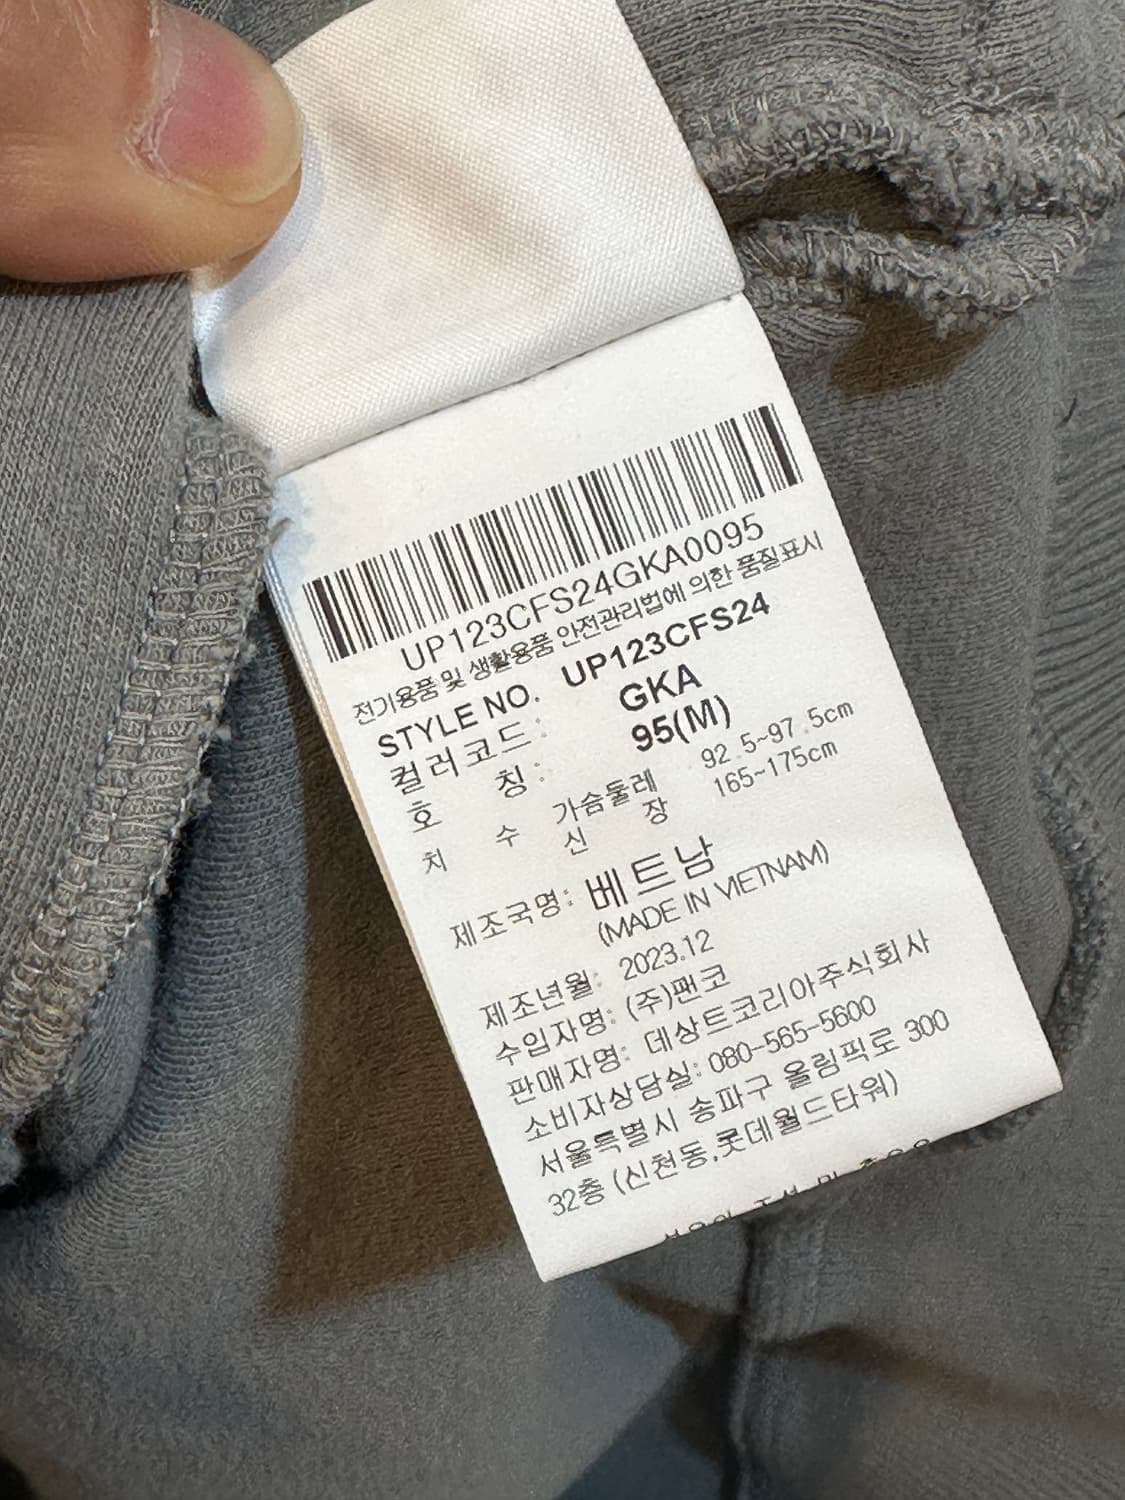 UP123CFS24GKA0095
전기용품 및 생활용품 안전관리법에 의한 품질표시
STYLE NO. UP123CFS24
컬러코드: GKA
호 칭: 95(M)
치 수 가슴둘레 92.5~97.5cm
신 장 165~175cm
제조국명: 베트남
(MADE IN VIETNAM)
제조년월: 2023.12
수입자명: (주)팬코
판매자명: 데상트코리아주식회사
소비자상담실: 080-565-5600
서울특별시 송파구 올림픽로 300
32층 (신천동,롯데월드타워)